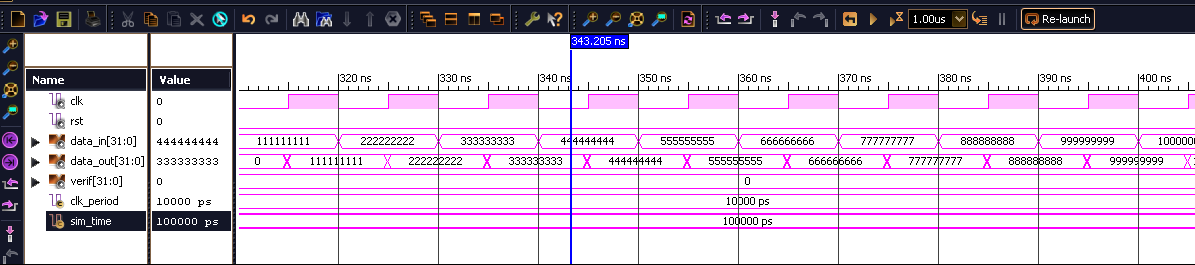 1.00us Re-launch
343.205 ns
320 ns 330 ns 340 ns 350 ns 360 ns 370 ns 380 ns 390 ns 400 ns
Name Value
clk 0
rst 0
data_in[31:0] 444444444 111111111 222222222 333333333 444444444 555555555 666666666 777777777 888888888 999999999
data_out[31:0] 333333333 0 111111111 222222222 333333333 444444444 555555555 666666666 777777777 888888888 999999999
verif[31:0] 0 0
clk_period 10000 ps 10000 ps
sim_time 100000 ps 100000 ps